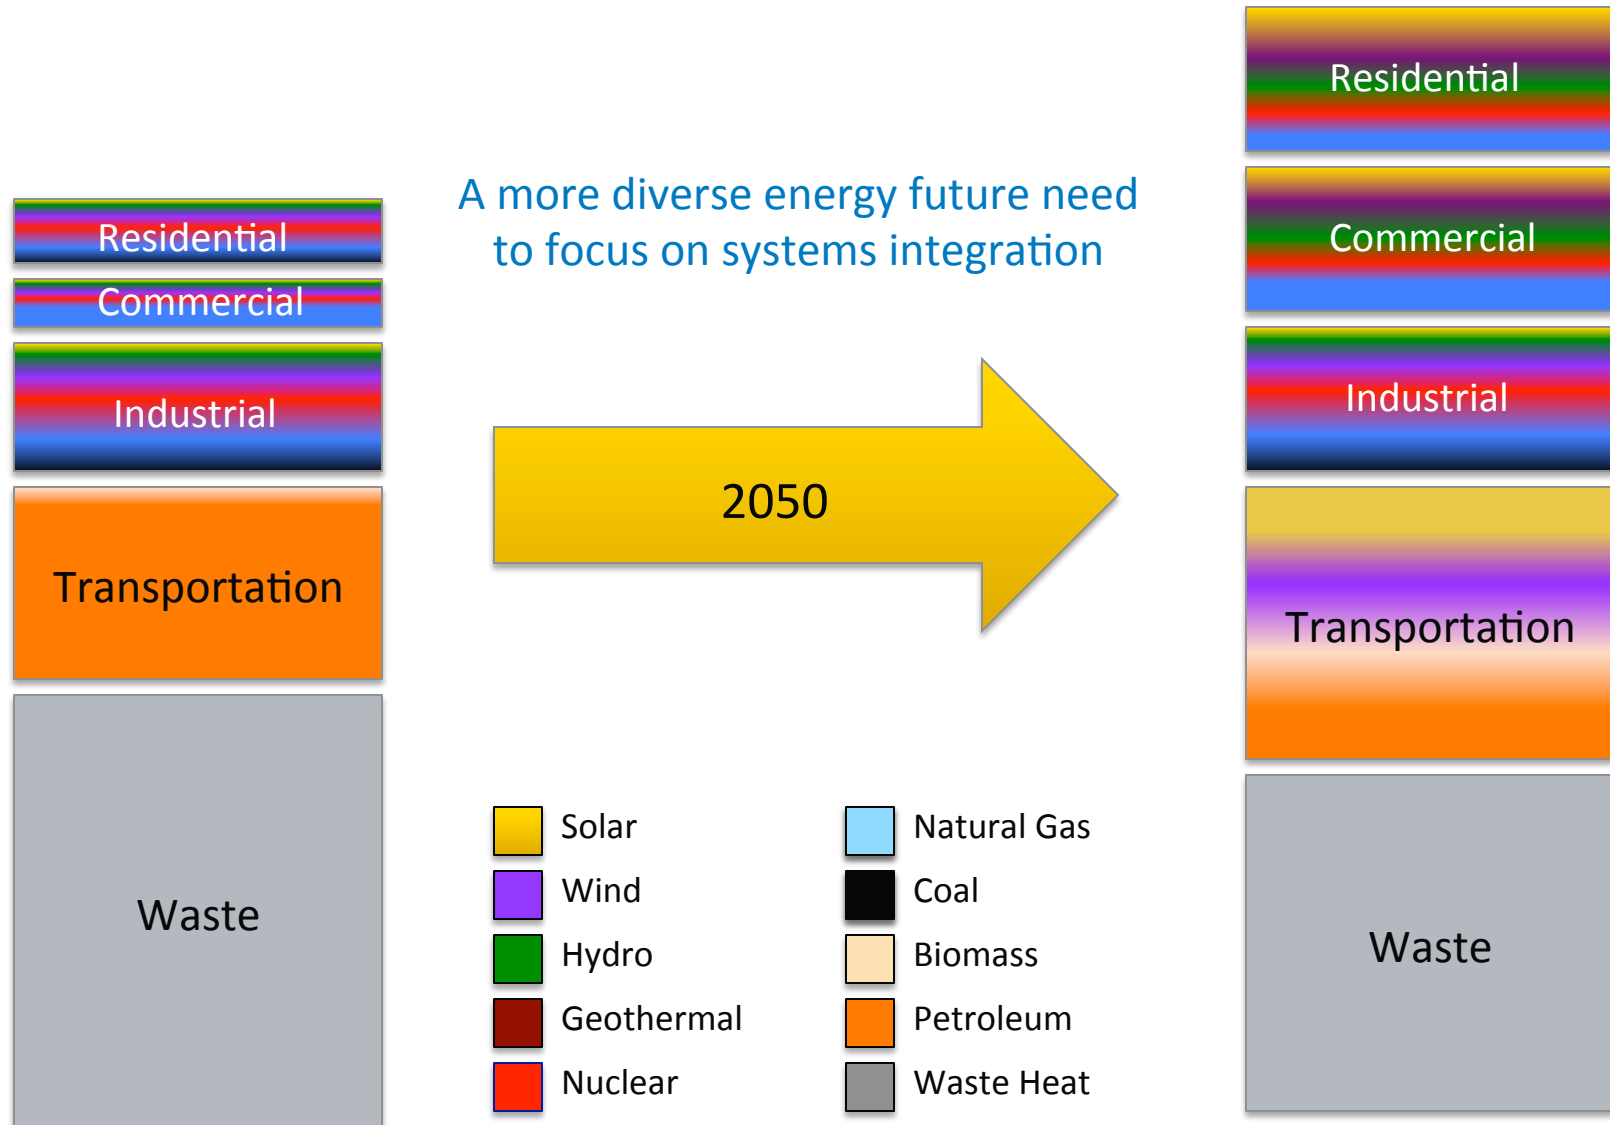 Residential
Commercial
Industrial
Transportation
Waste
A more diverse energy future need
to focus on systems integration
2050
Solar
Wind
Hydro
Geothermal
Nuclear
Natural Gas
Coal
Biomass
Petroleum
Waste Heat
Residential
Commercial
Industrial
Transportation
Waste